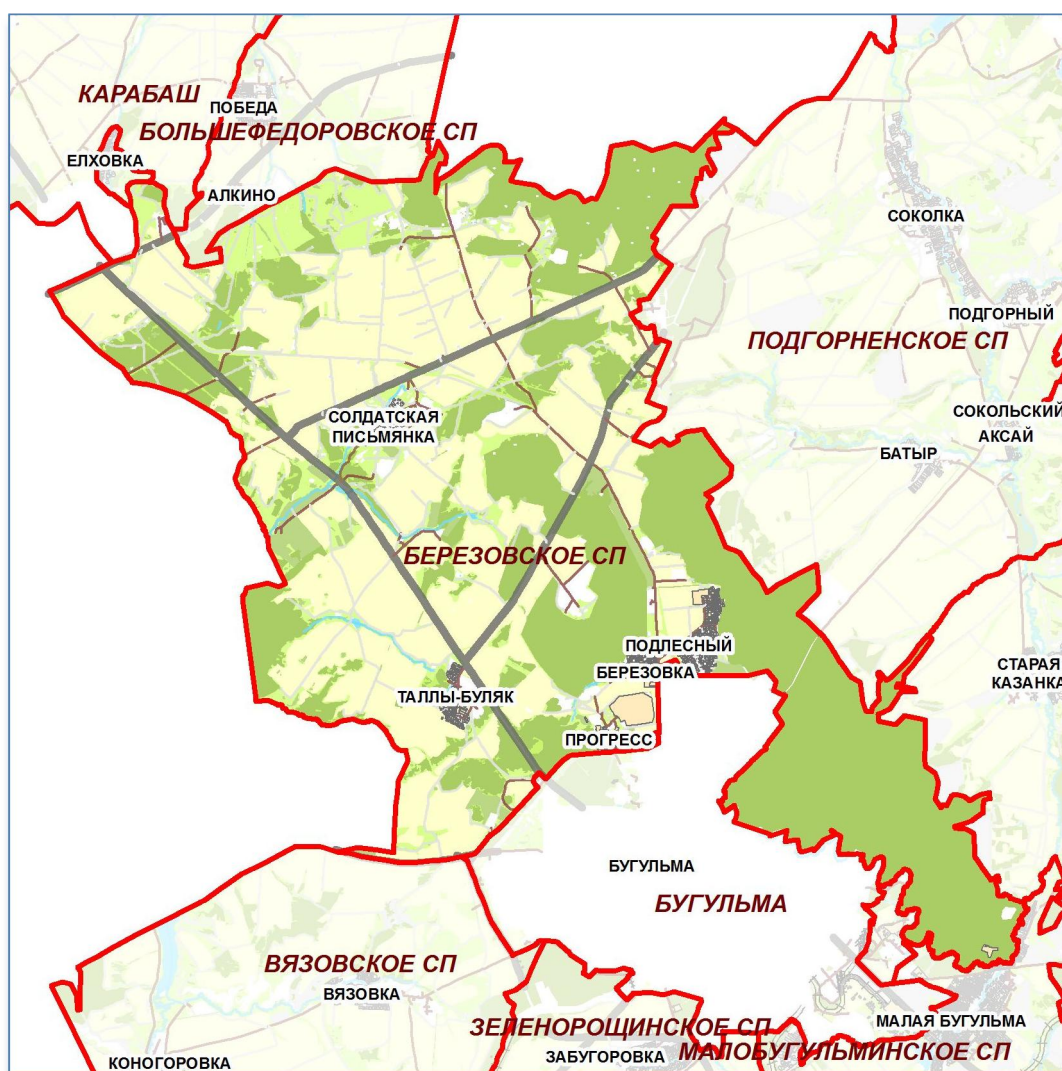 КАРАБАШ
ПОБЕДА
БОЛЬШЕФЕДОРОВСКОЕ СП
ЕЛХОВКА
АЛКИНО
СОКОЛКА
ПОДГОРНЫЙ
ПОДГОРНЕНСКОЕ СП
СОЛДАТСКАЯ
ПИСЬМЯНКА
СОКОЛЬСКИЙ
АКСАЙ
БАТЫР
БЕРЕЗОВСКОЕ СП
ПОДЛЕСНЫЙ
БЕРЕЗОВКА
СТАРАЯ
КАЗАНКА
ТАЛЛЫ-БУЛЯК
ПРОГРЕСС
БУГУЛЬМА
БУГУЛЬМА
ВЯЗОВСКОЕ СП
ВЯЗОВКА
МАЛАЯ БУГУЛЬМА
ЗЕЛЕНОРОЩИНСКОЕ СП
ЗАБУГОРОВКА
МАЛОБУГУЛЬМИНСКОЕ СП
КОНОГОРОВКА